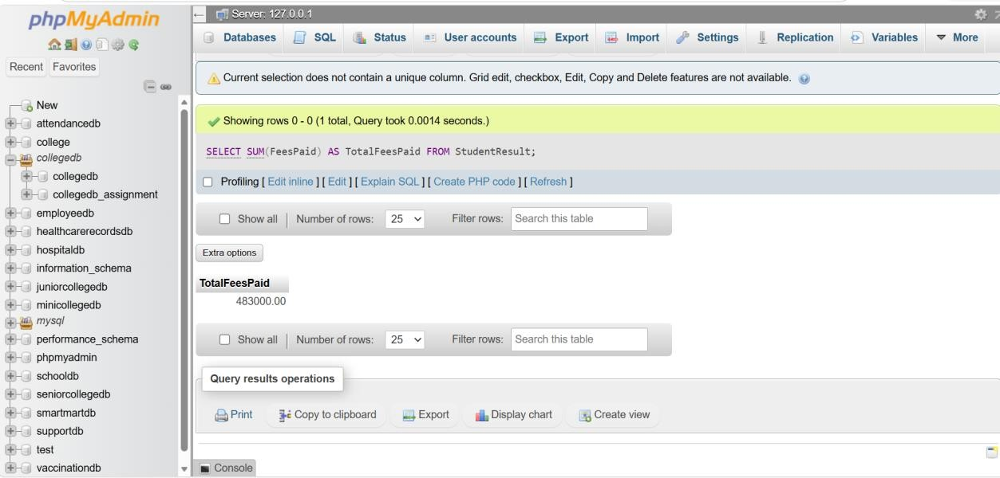 phpMyAdmin
Recent Favorites
New
attendancedb
college
collegedb
collegedb
collegedb_assignment
employeedb
healthcarerecordsdb
hospitaldb
information_schema
juniorcollegedb
minicollegedb
mysql
performance_schema
phpmyadmin
schooldb
seniorcollegedb
smartmartdb
supportdb
test
vaccinationdb
Server: 127.0.0.1
Databases SQL Status User accounts Export Import Settings Replication Variables More
Current selection does not contain a unique column. Grid edit, checkbox, Edit, Copy and Delete features are not available.
Showing rows 0 - 0 (1 total, Query took 0.0014 seconds.)
SELECT SUM(FeesPaid) AS TotalFeesPaid FROM StudentResult;
Profiling [ Edit inline ] [ Edit ] [ Explain SQL ] [ Create PHP code ] [ Refresh ]
Show all | Number of rows: 25 Filter rows: Search this table
Extra options
TotalFeesPaid
483000.00
Show all | Number of rows: 25 Filter rows: Search this table
Query results operations
Print Copy to clipboard Export Display chart Create view
Console